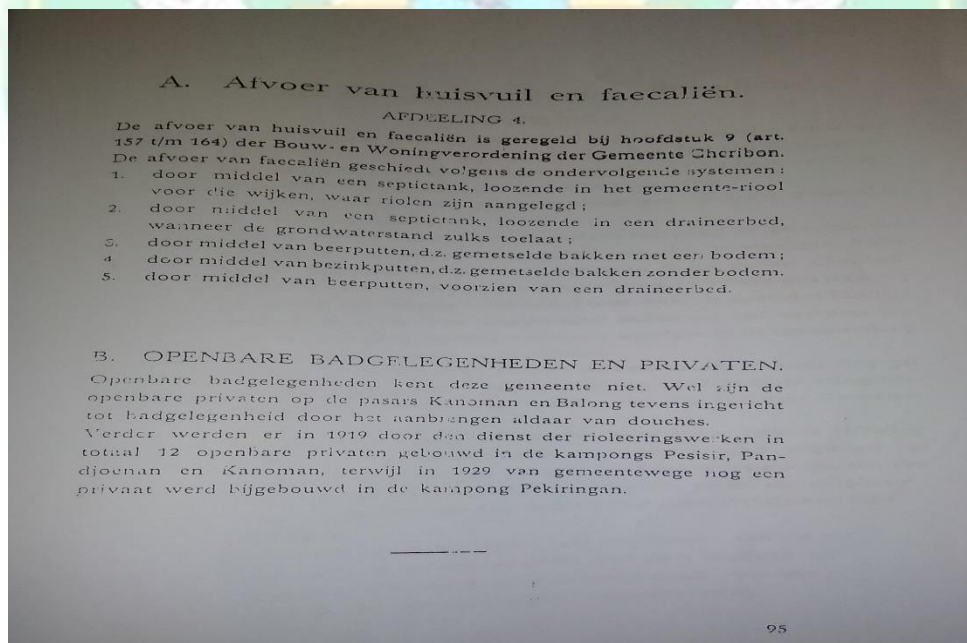 A. Afvoer van huisvuil en faecaliën.
AFDEELING 4.
De afvoer van huisvuil en faecaliën is geregeld bij hoofdstuk 9 (art.
157 t/m 164) der Bouw- en Woningverordening der Gemeente Cheribon.
De afvoer van faecaliën geschiedt volgens de ondervolgende systemen:
1. door middel van een septictank, loozende in het gemeente-riool
voor die wijken, waar riolen zijn aangelegd;
2. door middel van een septictank, loozende in een draineerbed,
wanneer de grondwaterstand zulks toelaat;
3. door middel van beerputten, d.z. gemetselde bakken met een bodem;
4 door middel van bezinkputten, d.z. gemetselde bakken zonder bodem.
5. door middel van beerputten, voorzien van een draineerbed.
B. OPENBARE BADGELEGENHEDEN EN PRIVATEN.
Openbare badgelegenheden kent deze gemeente niet. Wel zijn de
openbare privaten op de pasars Kanoman en Balong tevens ingericht
tot badgelegenheid door het aanbrengen aldaar van douches.
Verder werden er in 1919 door den dienst der rioleeringswerken in
totaal 12 openbare privaten gebouwd in de kampongs Pesisir, Pan-
djoenan en Kanoman, terwijl in 1929 van gemeentewege nog een
privaat werd bijgebouwd in de kampong Pekiringan.
95